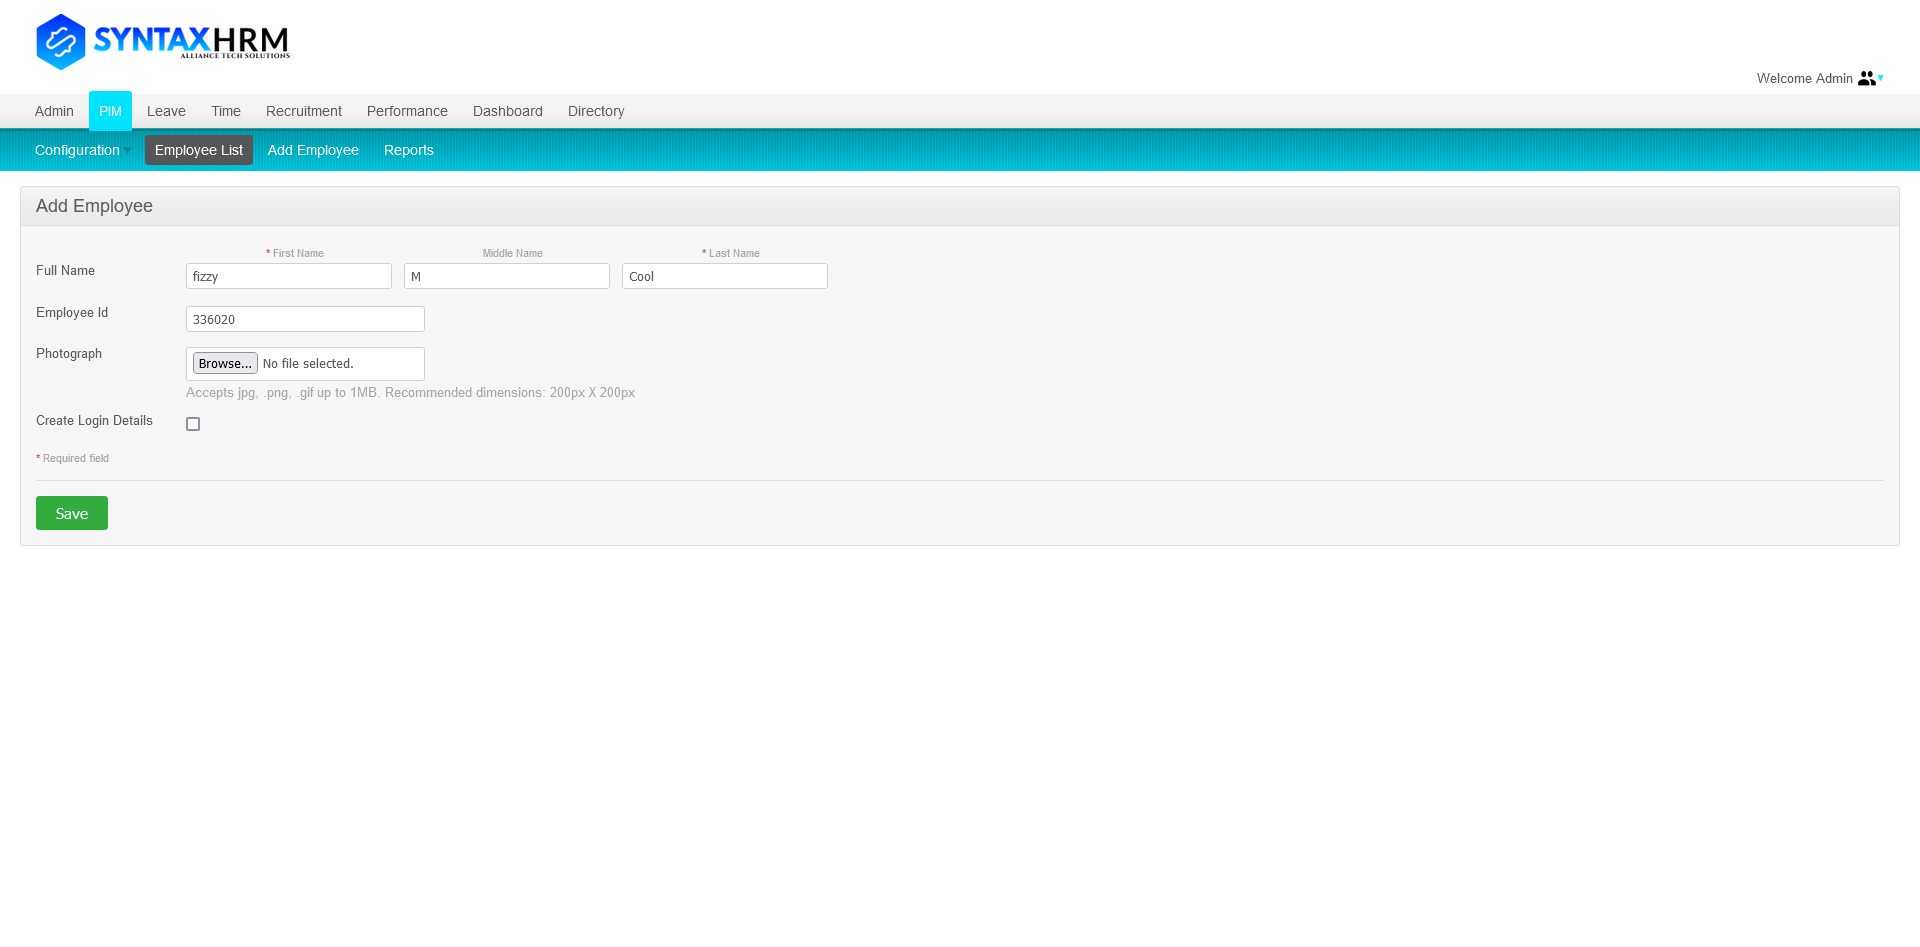 SYNTAXHRM
ALLIANCE TECH SOLUTIONS
Welcome Admin
Admin PIM Leave Time Recruitment Performance Dashboard Directory
Configuration Employee List Add Employee Reports
Add Employee
* First Name Middle Name * Last Name
Full Name fizzy M Cool
Employee Id 336020
Photograph Browse... No file selected.
Accepts jpg, .png, .gif up to 1MB. Recommended dimensions: 200px X 200px
Create Login Details
* Required field
Save